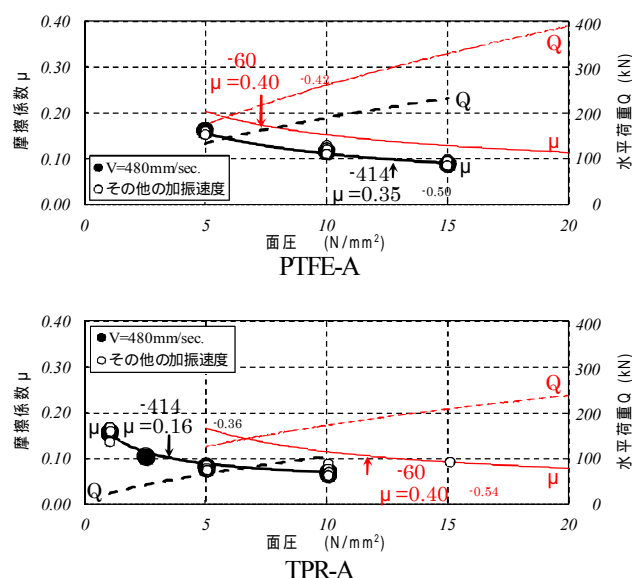 0.40
0.30
0.20
0.10
0.00
摩擦係数μ
400
300
200
100
0
水平荷重Q (kN)
-60
μ=0.40 -0.42
Q
Q
μ
μ
-414
μ=0.35 -0.50
●V=480mm/sec.
○その他の加振速度
0 5 10 15 20
面圧 (N/mm²)
PTFE-A
0.40
0.30
0.20
0.10
0.00
摩擦係数μ
400
300
200
100
0
水平荷重Q (kN)
●V=480mm/sec.
○その他の加振速度
-414
μ=0.16 -0.36
μ
Q
Q
μ
-60
μ=0.40 -0.54
0 5 10 15 20
面圧 (N/mm²)
TPR-A